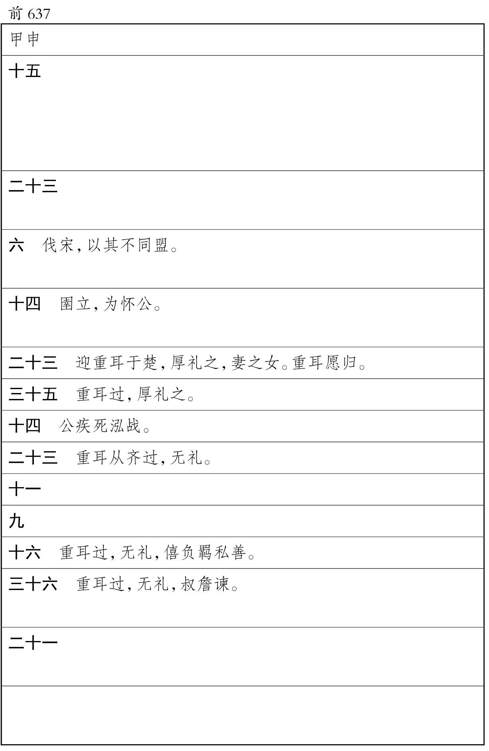 前637
甲申
十五
二十三
六 伐宋，以其不同盟。
十四 圉立，为怀公。
二十三 迎重耳于楚，厚礼之，妻之女。重耳愿归。
三十五 重耳过，厚礼之。
十四 公疾死泓战。
二十三 重耳从齐过，无礼。
十一
九
十六 重耳过，无礼，僖负羁私善。
三十六 重耳过，无礼，叔詹谏。
二十一